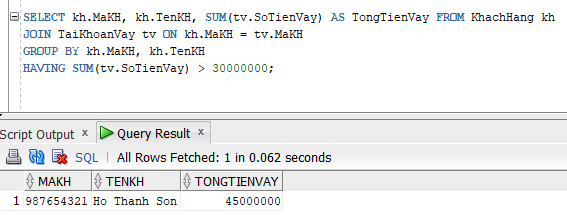 SELECT kh.MaKH, kh.TenKH, SUM(tv.SoTienVay) AS TongTienVay FROM KhachHang kh
JOIN TaiKhoanVay tv ON kh.MaKH = tv.MaKH
GROUP BY kh.MaKH, kh.TenKH
HAVING SUM(tv.SoTienVay) > 30000000;
Script Output x Query Result x
SQL | All Rows Fetched: 1 in 0.062 seconds
MAKH TENKH TONGTIENVAY
1 987654321 Ho Thanh Son 45000000